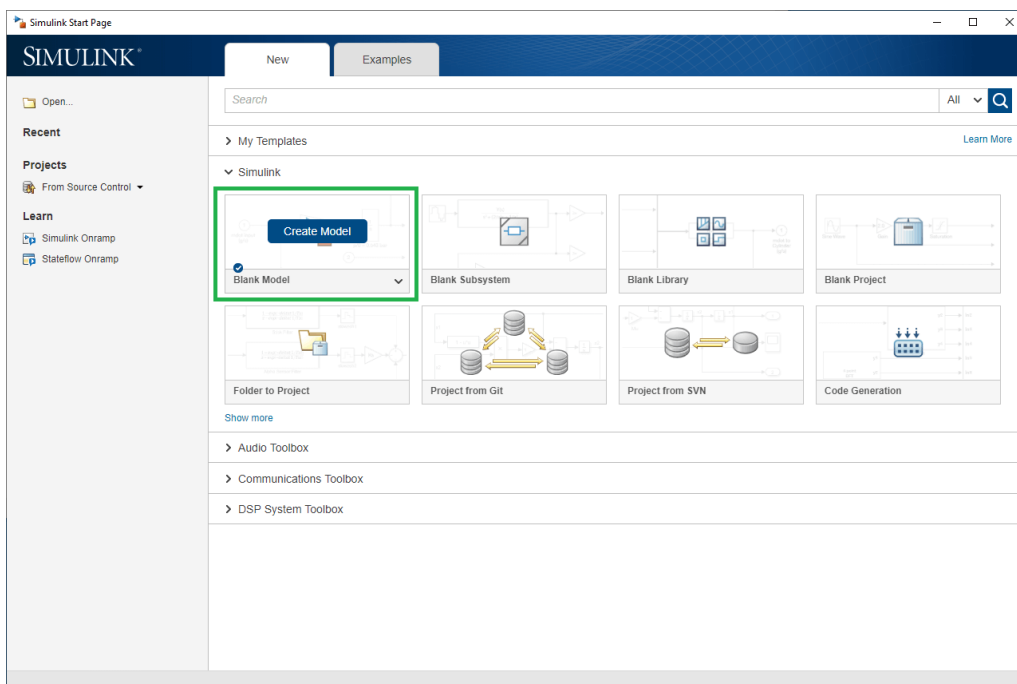 Simulink Start Page
SIMULINK®
New
Examples
Open...
Recent
Projects
From Source Control
Learn
Simulink Onramp
Stateflow Onramp
Search
All
My Templates
Learn More
Simulink
Create Model
Blank Model
Blank Subsystem
Blank Library
Blank Project
Folder to Project
Project from Git
Project from SVN
Code Generation
Show more
Audio Toolbox
Communications Toolbox
DSP System Toolbox